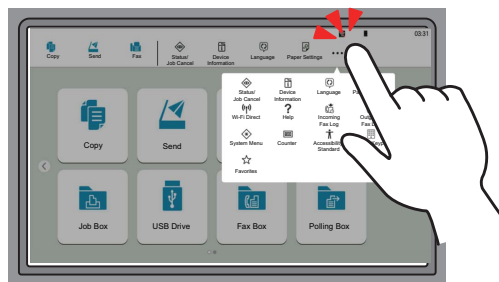 03:31
Copy
Send
Fax
Status/
Job Cancel
Device
Information
Language
Paper Settings
Status/
Job Cancel
Device
Information
Language
Wi-Fi Direct
Help
Incoming
Fax Log
System Menu
Counter
Accessibility
Standard
Favorites
Copy
Send
Job Box
USB Drive
Fax Box
Polling Box